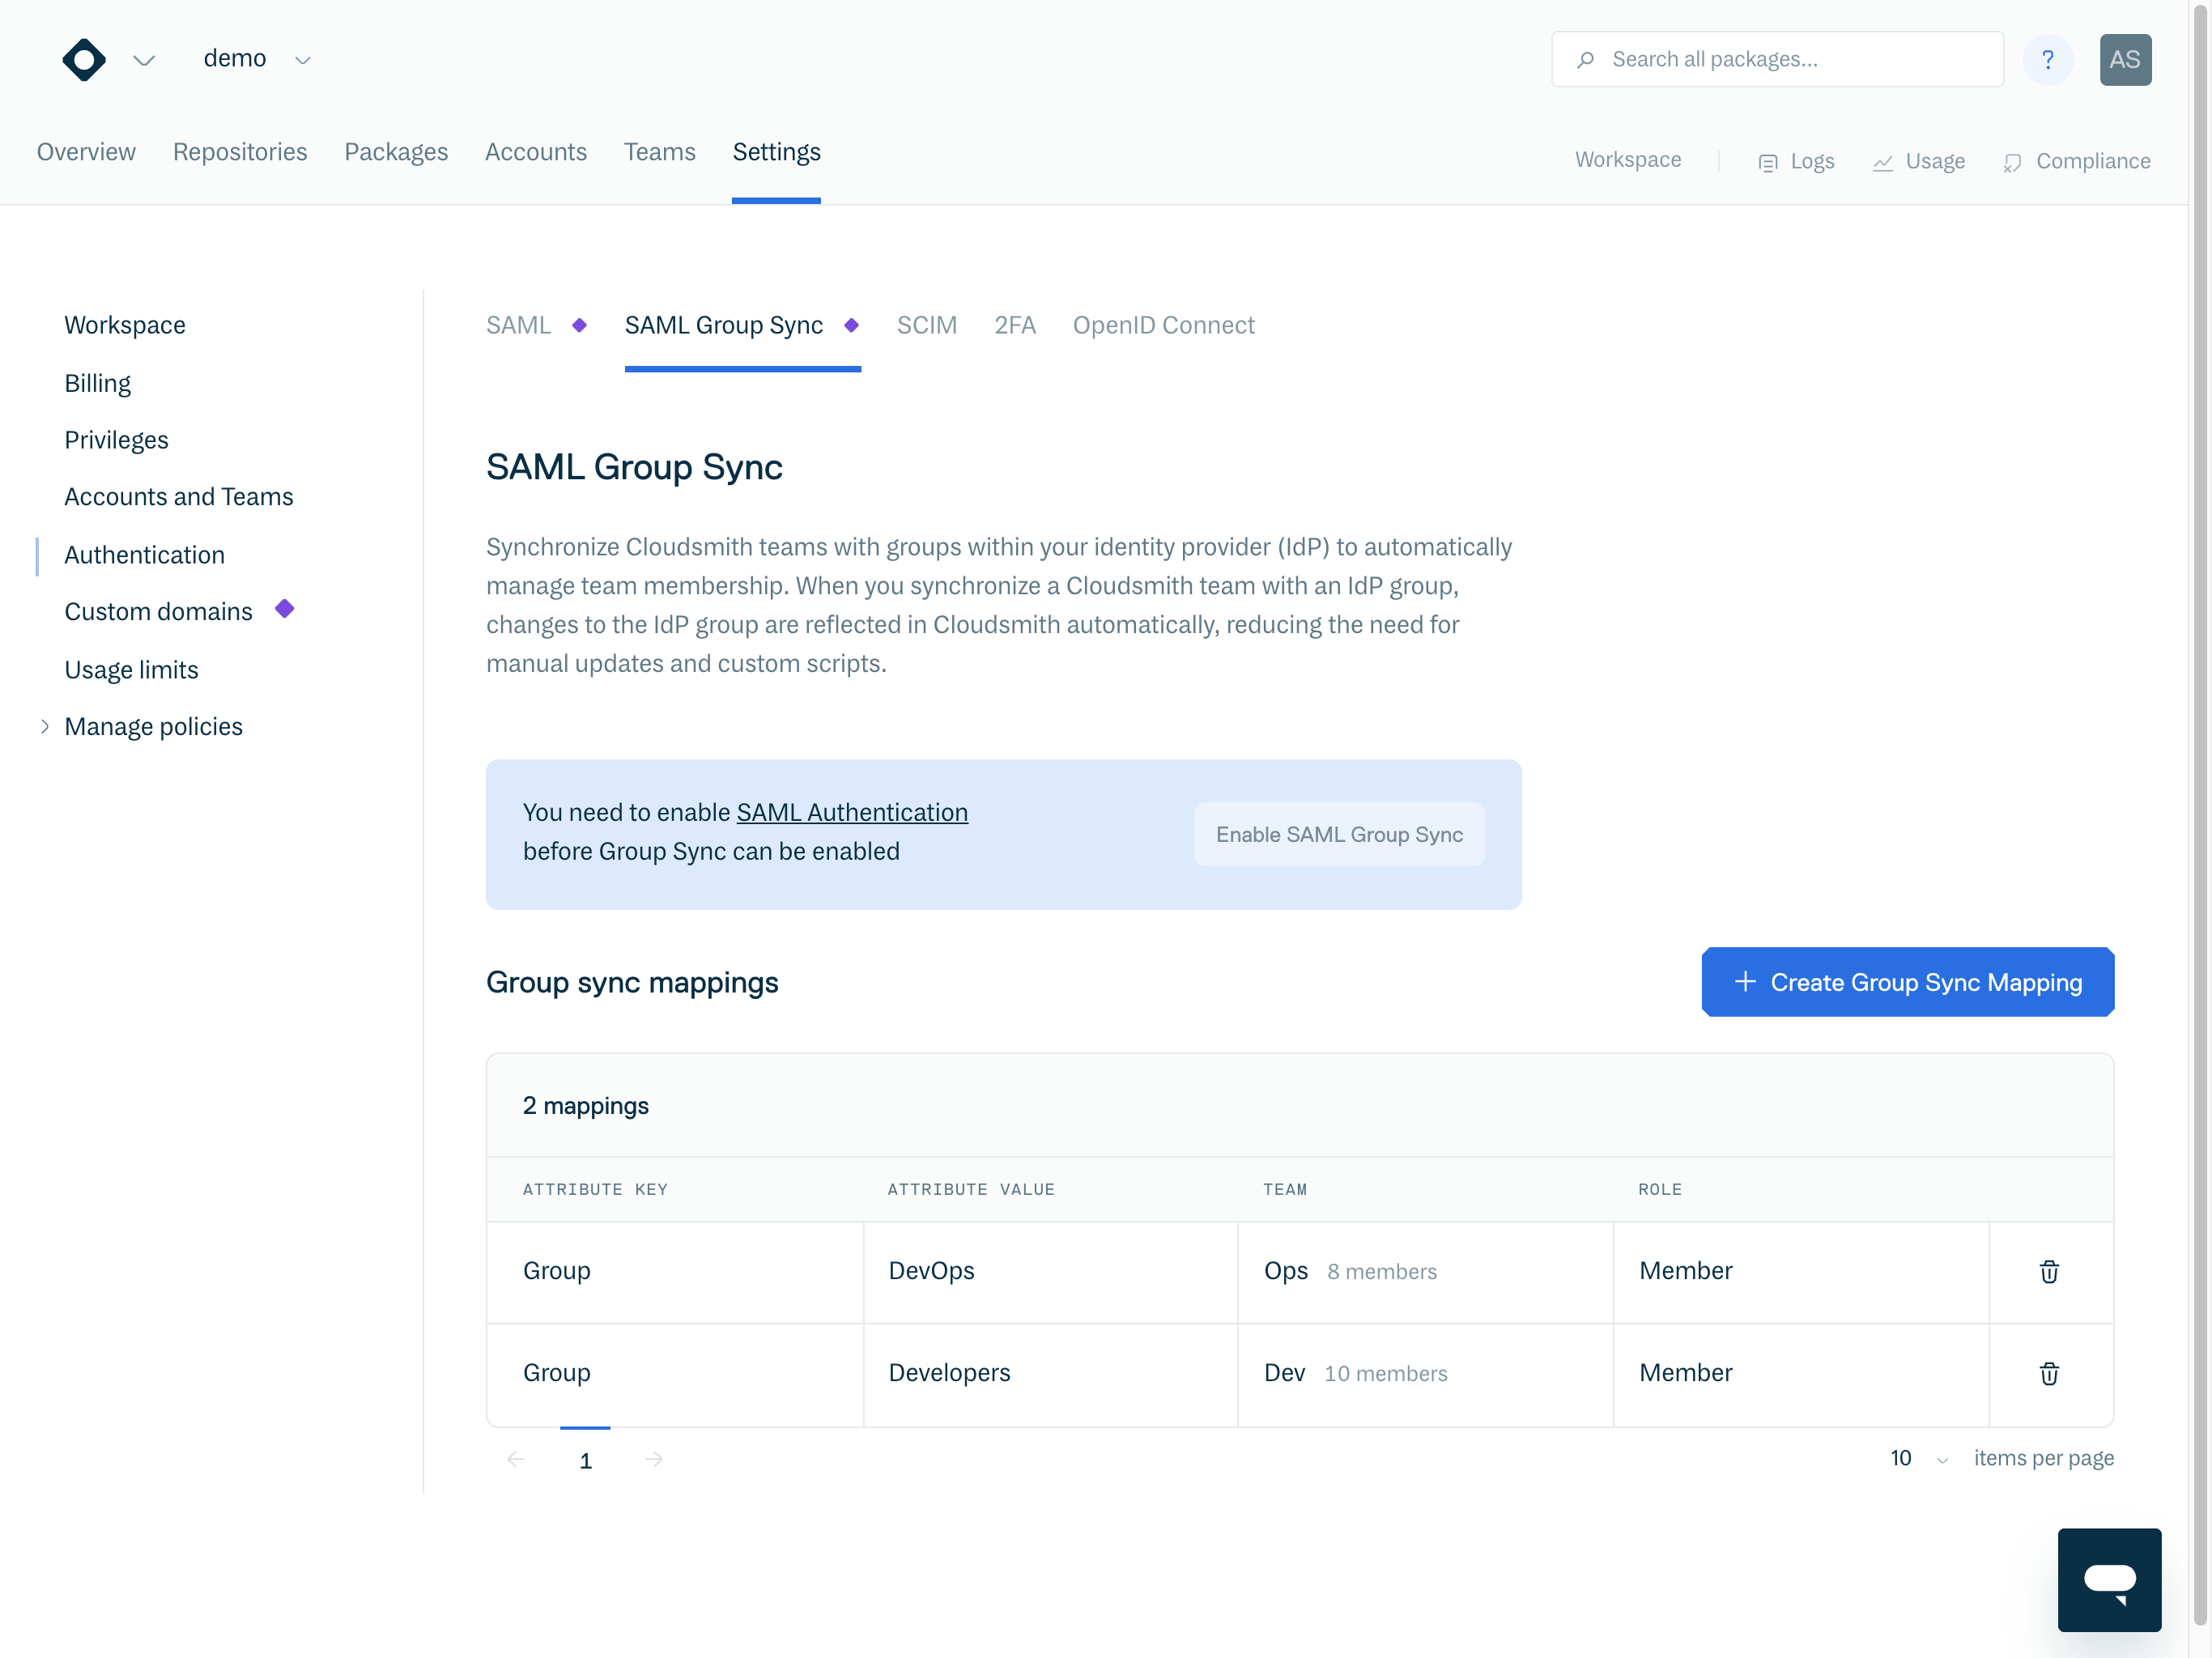 demo
Search all packages...
?
AS
Overview
Repositories
Packages
Accounts
Teams
Settings
Workspace
Logs
Usage
Compliance
Workspace
Billing
Privileges
Accounts and Teams
Authentication
Custom domains
Usage limits
Manage policies
SAML
SAML Group Sync
SCIM
2FA
OpenID Connect
SAML Group Sync
Synchronize Cloudsmith teams with groups within your identity provider (IdP) to automatically
manage team membership. When you synchronize a Cloudsmith team with an IdP group,
changes to the IdP group are reflected in Cloudsmith automatically, reducing the need for
manual updates and custom scripts.
You need to enable SAML Authentication
before Group Sync can be enabled
Enable SAML Group Sync
Group sync mappings
Create Group Sync Mapping
2 mappings
ATTRIBUTE KEY
ATTRIBUTE VALUE
TEAM
ROLE
Group
DevOps
Ops 8 members
Member
Group
Developers
Dev 10 members
Member
1
10
items per page